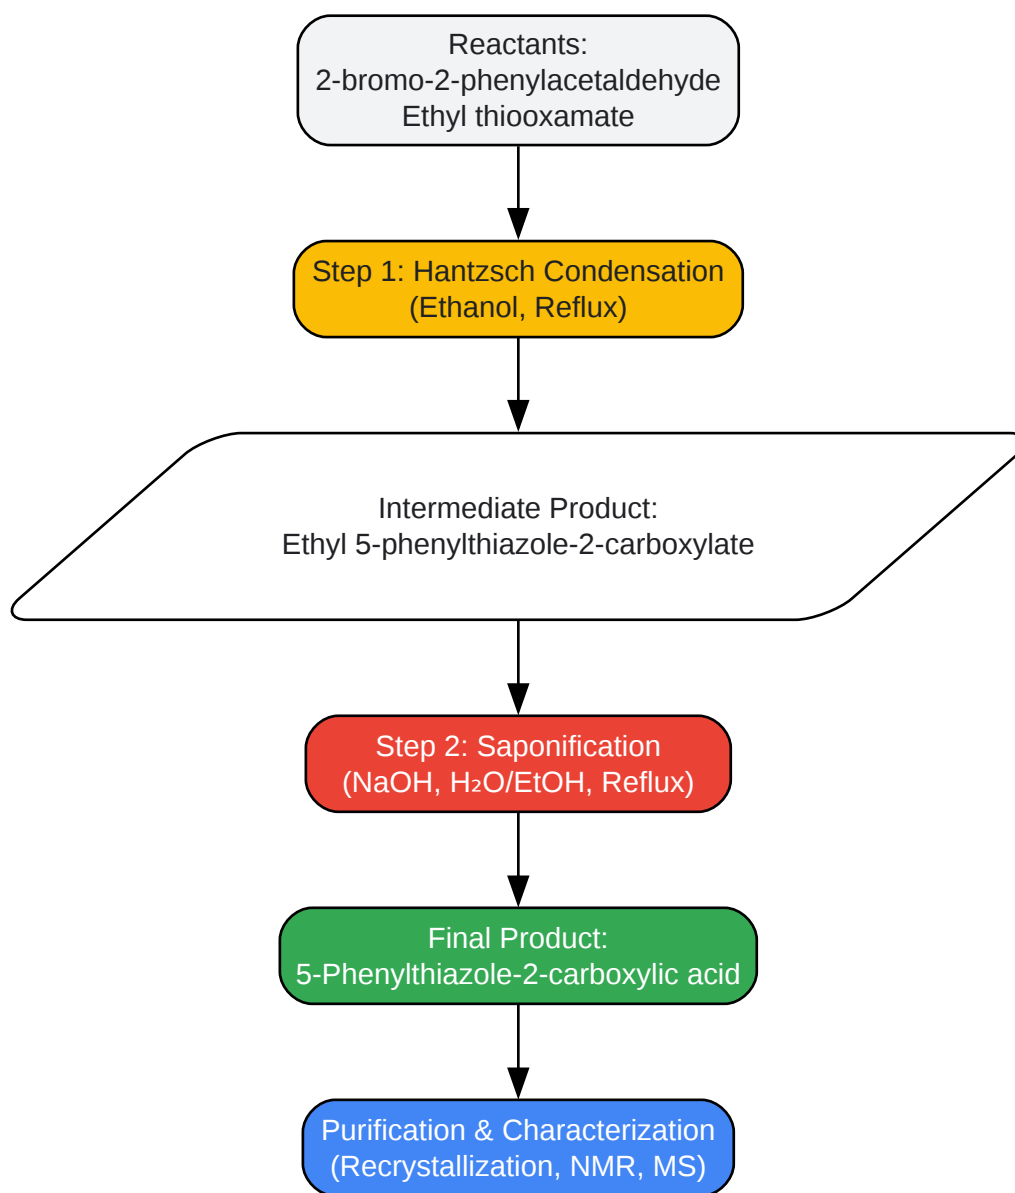 Reactants:
2-bromo-2-phenylacetaldehyde
Ethyl thiooxamate
Step 1: Hantzsch Condensation
(Ethanol, Reflux)
Intermediate Product:
Ethyl 5-phenylthiazole-2-carboxylate
Step 2: Saponification
(NaOH, H₂O/EtOH, Reflux)
Final Product:
5-Phenylthiazole-2-carboxylic acid
Purification & Characterization
(Recrystallization, NMR, MS)